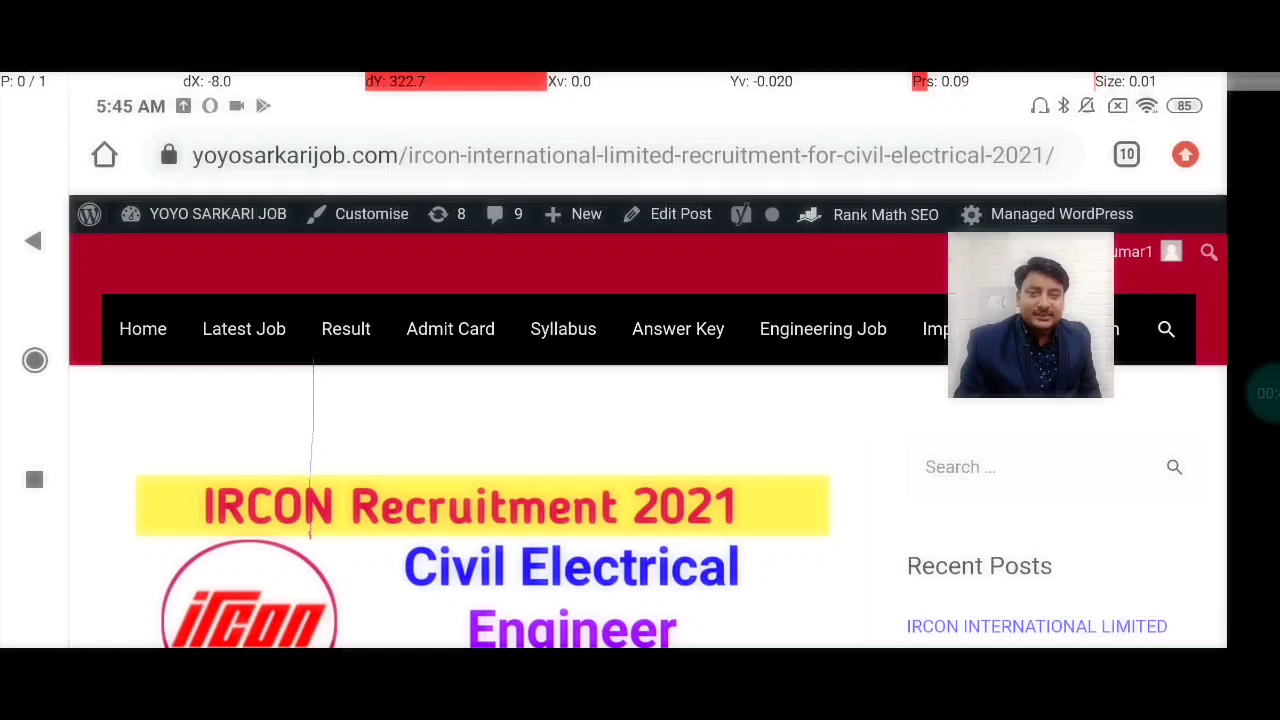 P: 0 / 1 dX: -8.0 dY: 322.7 Xv: 0.0 Yv: -0.020 Prs: 0.09 Size: 0.01
5:45 AM 85
yoyosarkarijob.com/ircon-international-limited-recruitment-for-civil-electrical-2021/ 10
YOYO SARKARI JOB Customise 8 9 New Edit Post Rank Math SEO Managed WordPress
Home Latest Job Result Admit Card Syllabus Answer Key Engineering Job
Search ...
IRCON Recruitment 2021
Civil Electrical
Engineer
ircon
Recent Posts
IRCON INTERNATIONAL LIMITED